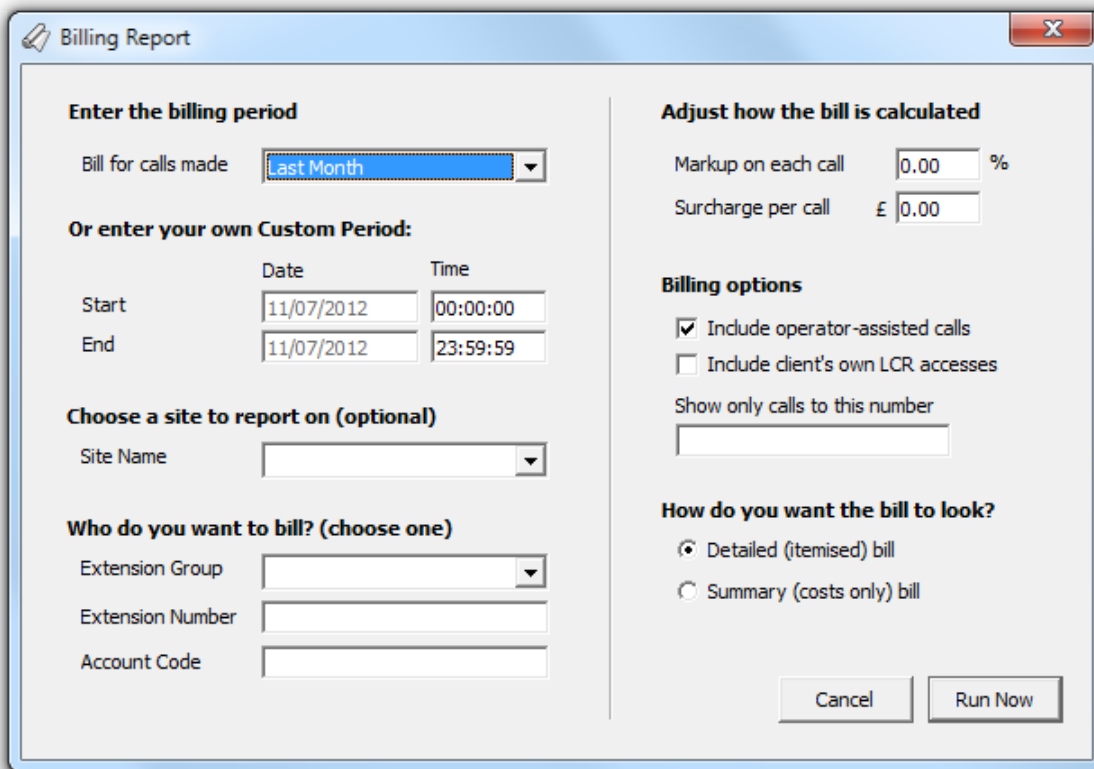 Billing Report
Enter the billing period
Bill for calls made Last Month
Or enter your own Custom Period:
Date Time
Start 11/07/2012 00:00:00
End 11/07/2012 23:59:59
Choose a site to report on (optional)
Site Name
Who do you want to bill? (choose one)
Extension Group
Extension Number
Account Code
Adjust how the bill is calculated
Markup on each call 0.00 %
Surcharge per call £ 0.00
Billing options
Include operator-assisted calls
Include client's own LCR accesses
Show only calls to this number
How do you want the bill to look?
Detailed (itemised) bill
Summary (costs only) bill
Cancel Run Now